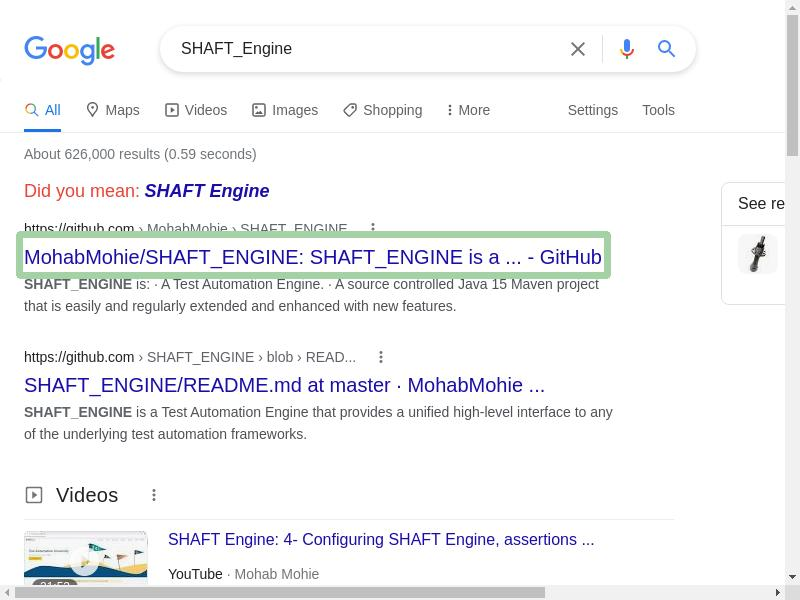 Google
SHAFT_Engine
All Maps Videos Images Shopping More Settings Tools
About 626,000 results (0.59 seconds)
Did you mean: SHAFT Engine
See re
https://github.com › MohabMohie › SHAFT_ENGINE
MohabMohie/SHAFT_ENGINE: SHAFT_ENGINE is a ... - GitHub
SHAFT_ENGINE is: · A Test Automation Engine. · A source controlled Java 15 Maven project
that is easily and regularly extended and enhanced with new features.
https://github.com › SHAFT_ENGINE › blob › READ...
SHAFT_ENGINE/README.md at master · MohabMohie ...
SHAFT_ENGINE is a Test Automation Engine that provides a unified high-level interface to any
of the underlying test automation frameworks.
Videos
SHAFT Engine: 4- Configuring SHAFT Engine, assertions ...
YouTube · Mohab Mohie